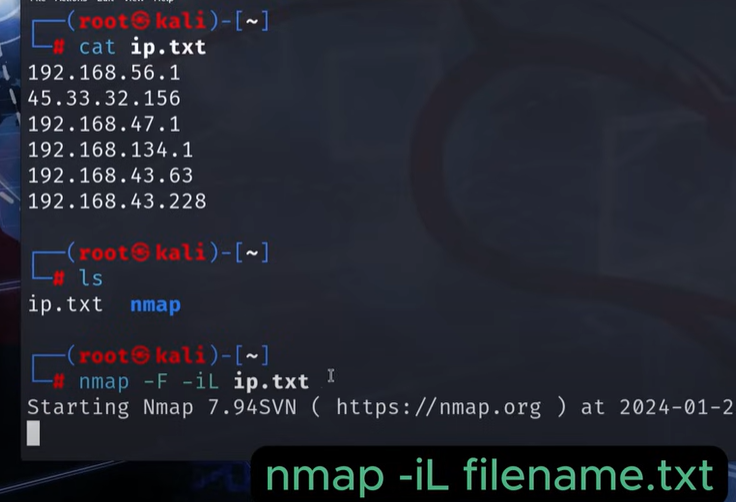 ┌──(root㉿kali)-[~]
└─# cat ip.txt
192.168.56.1
45.33.32.156
192.168.47.1
192.168.134.1
192.168.43.63
192.168.43.228
┌──(root㉿kali)-[~]
└─# ls
ip.txt  nmap
┌──(root㉿kali)-[~]
└─# nmap -F -iL ip.txt
Starting Nmap 7.94SVN ( https://nmap.org ) at 2024-01-2
nmap -iL filename.txt